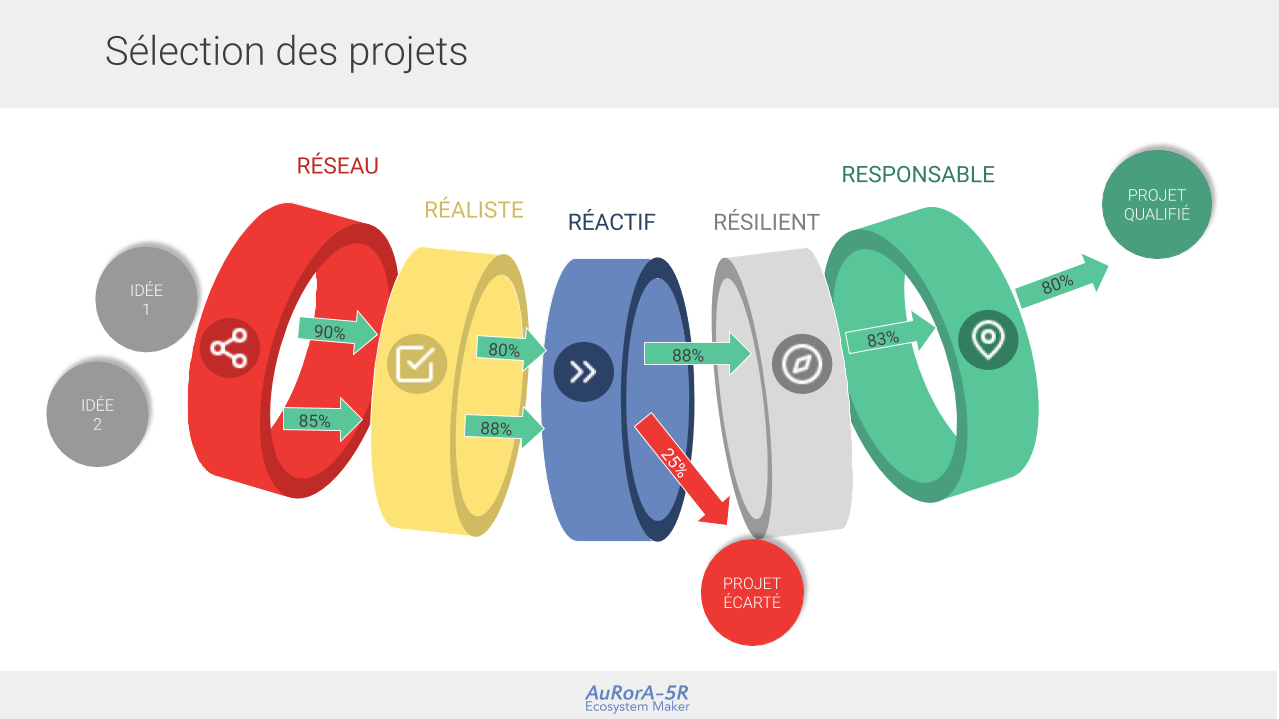 Sélection des projets
RÉSEAU
RÉALISTE
RÉACTIF
RÉSILIENT
RESPONSABLE
PROJET
QUALIFIÉ
IDÉE
1
IDÉE
2
90%
85%
80%
88%
88%
25%
83%
80%
PROJET
ÉCARTÉ
AuRorA-5R
Ecosystem Maker